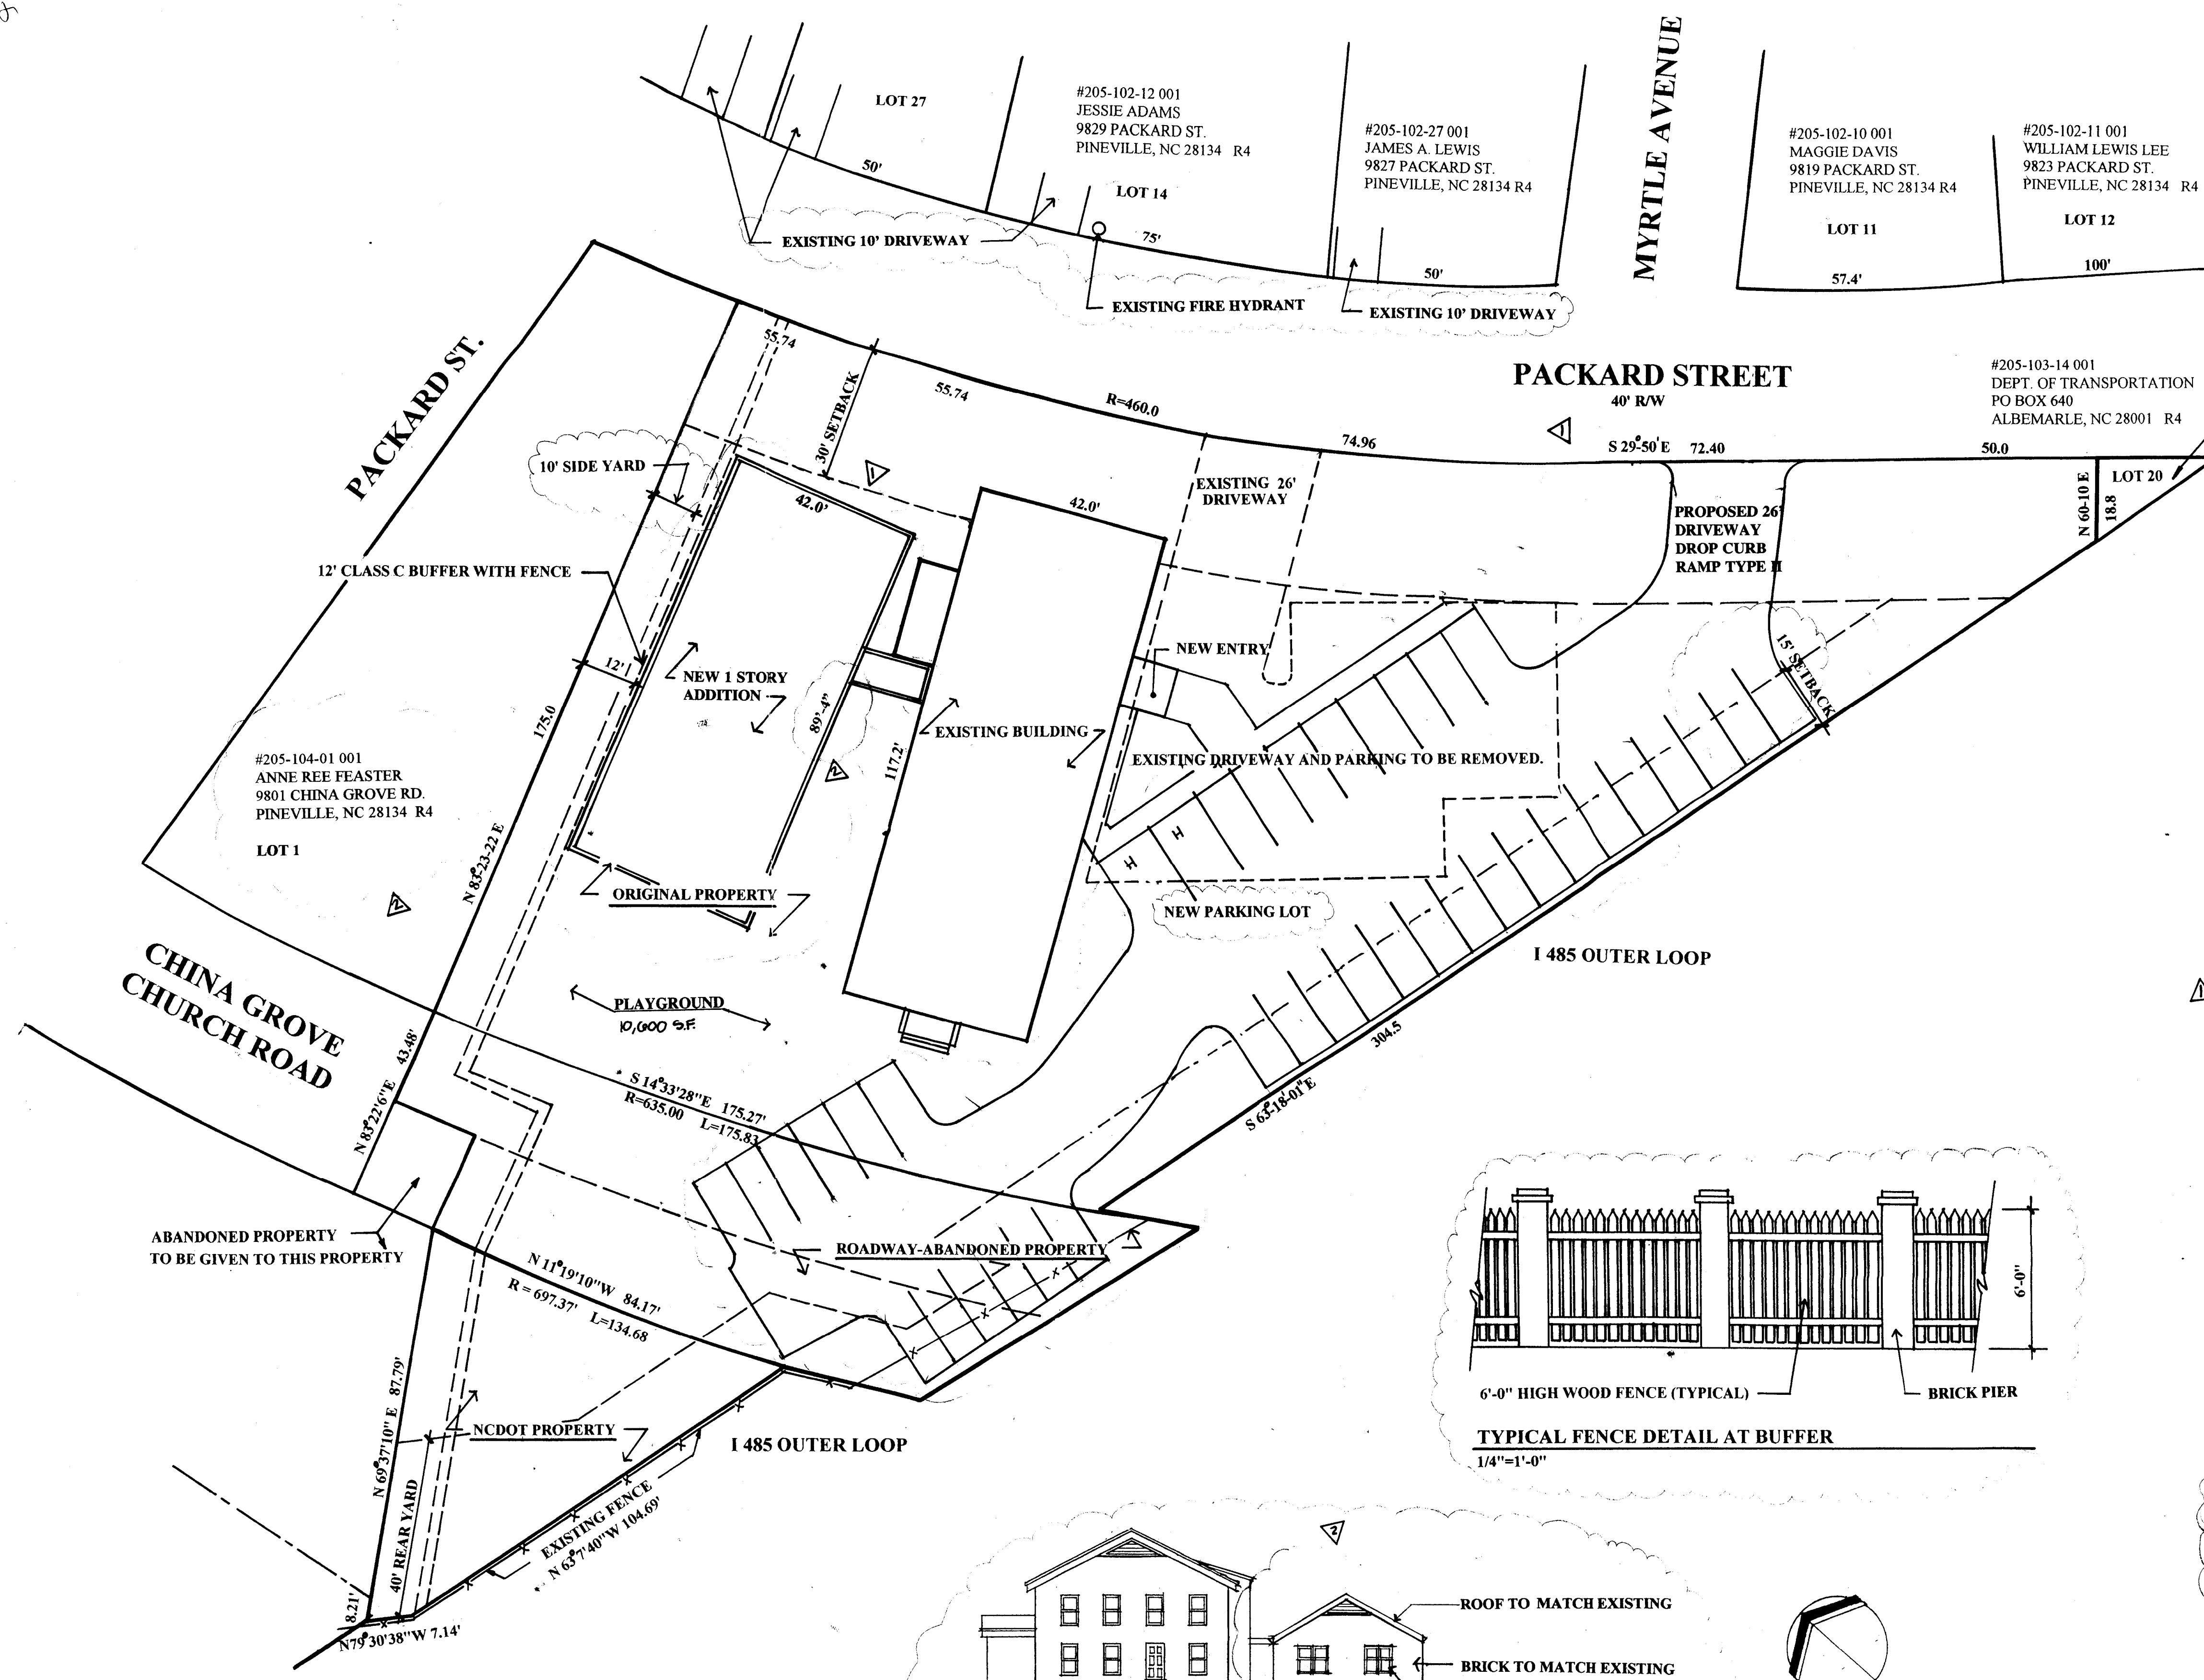 LOT 27
50'
#205-102-12 001
JESSIE ADAMS
9829 PACKARD ST.
PINEVILLE, NC 28134 R4
LOT 14
75'
#205-102-27 001
JAMES A. LEWIS
9827 PACKARD ST.
PINEVILLE, NC 28134 R4
50'
MYRTLE AVENUE
#205-102-10 001
MAGGIE DAVIS
9819 PACKARD ST.
PINEVILLE, NC 28134 R4
LOT 11
57.4'
#205-102-11 001
WILLIAM LEWIS LEE
9823 PACKARD ST.
PINEVILLE, NC 28134 R4
LOT 12
100'
EXISTING 10' DRIVEWAY
EXISTING FIRE HYDRANT
EXISTING 10' DRIVEWAY
PACKARD ST.
PACKARD STREET
40' R/W
#205-103-14 001
DEPT. OF TRANSPORTATION
PO BOX 640
ALBEMARLE, NC 28001 R4
55.74
55.74
R=460.0
74.96
1
S 29°50'E 72.40
50.0
LOT 20
N 60-10 E
18.8
30' SETBACK
1
10' SIDE YARD
42.0'
42.0'
EXISTING 26'
DRIVEWAY
PROPOSED 26'
DRIVEWAY
DROP CURB
RAMP TYPE II
12' CLASS C BUFFER WITH FENCE
12'
NEW 1 STORY
ADDITION
89'-4"
2
NEW ENTRY
15' SETBACK
EXISTING BUILDING
117.2'
EXISTING DRIVEWAY AND PARKING TO BE REMOVED.
175.0
N 83°-23-22 E
#205-104-01 001
ANNE REE FEASTER
9801 CHINA GROVE RD.
PINEVILLE, NC 28134 R4
LOT 1
2
H
H
ORIGINAL PROPERTY
NEW PARKING LOT
I 485 OUTER LOOP
1
CHINA GROVE
CHURCH ROAD
PLAYGROUND
10,600 S.F.
304.5
S 63°-18-01"E
N 83°22'6"E 43.48'
S 14°33'28"E 175.27'
R=635.00 L=175.83
ABANDONED PROPERTY
TO BE GIVEN TO THIS PROPERTY
ROADWAY-ABANDONED PROPERTY
N 11°19'10"W 84.17'
R = 697.37' L=134.68
N 69°37'10" E 87.79'
NCDOT PROPERTY
I 485 OUTER LOOP
40' REAR YARD
EXISTING FENCE
N 63°7'40"W 104.69'
8.21'
N79°30'38"W 7.14'
6'-0"
6'-0" HIGH WOOD FENCE (TYPICAL)
BRICK PIER
TYPICAL FENCE DETAIL AT BUFFER
1/4"=1'-0"
2
ROOF TO MATCH EXISTING
BRICK TO MATCH EXISTING